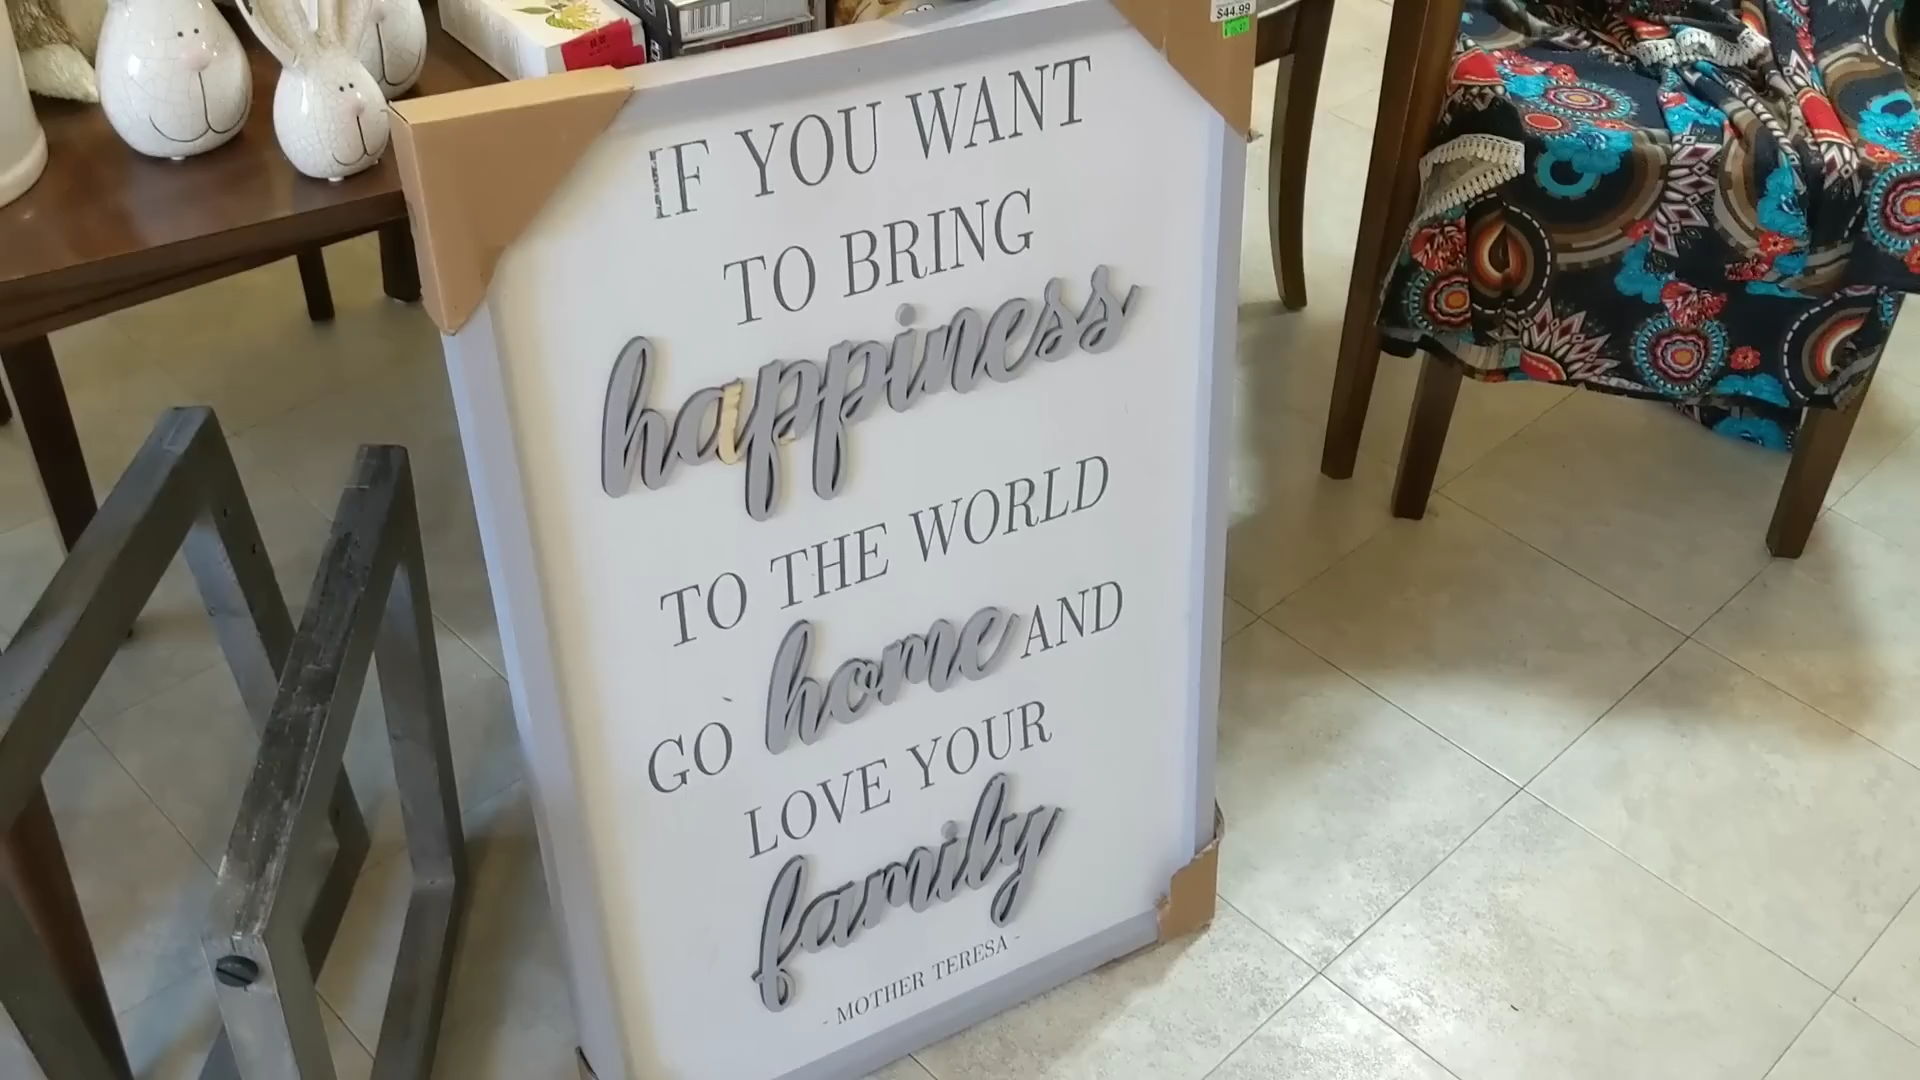 $44.99
IF YOU WANT
TO BRING
happiness
TO THE WORLD
GO home AND
LOVE YOUR
family
- MOTHER TERESA -